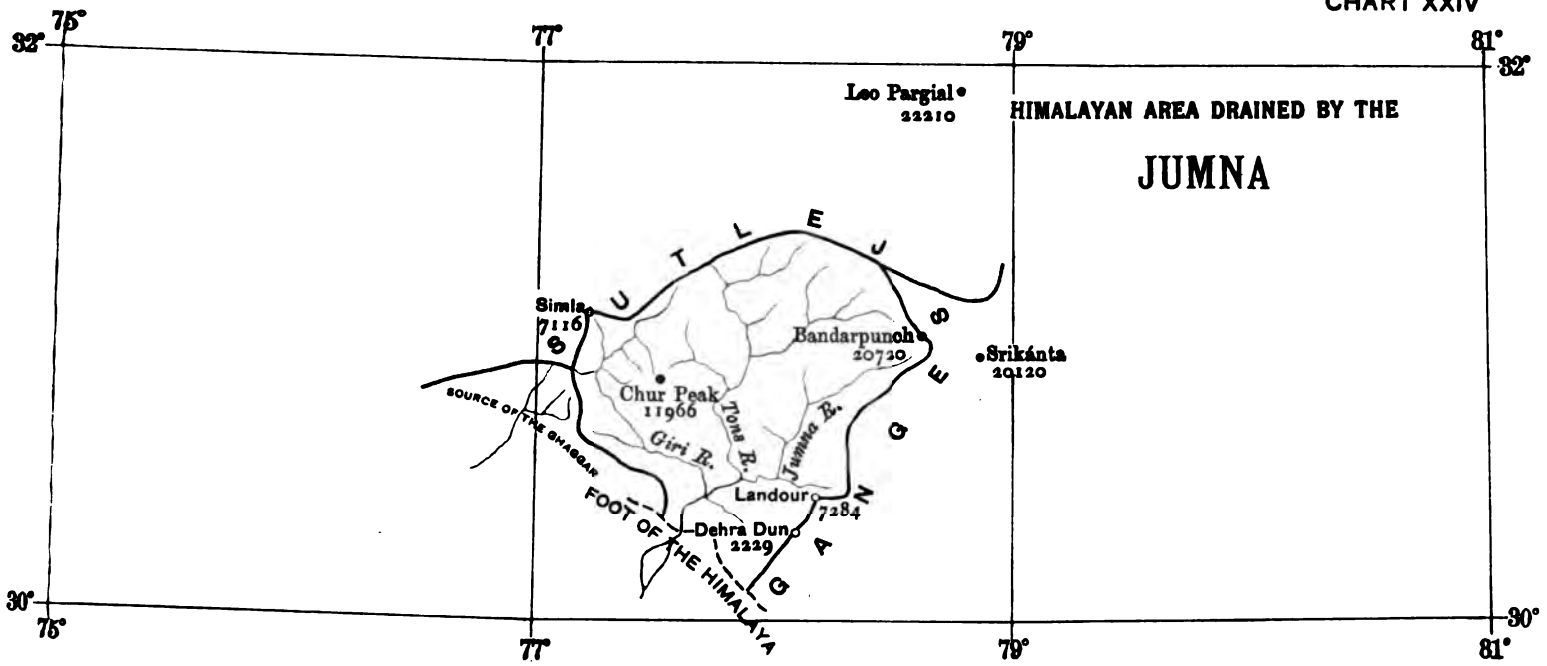 CHART XXIV
75°
77°
79°
81°
32°
32°
Leo Pargial
22210
HIMALAYAN AREA DRAINED BY THE
JUMNA
SUTLEJ
Simla
7116
Bandarpunch
20720
Srikánta
20120
GANGES
Chur Peak
11966
SOURCE OF THE GHAGGAR
Giri R.
Tons R.
Jumna R.
Landour
7284
FOOT OF THE HIMALAYA
Dehra Dun
2229
30°
30°
75°
77°
79°
81°